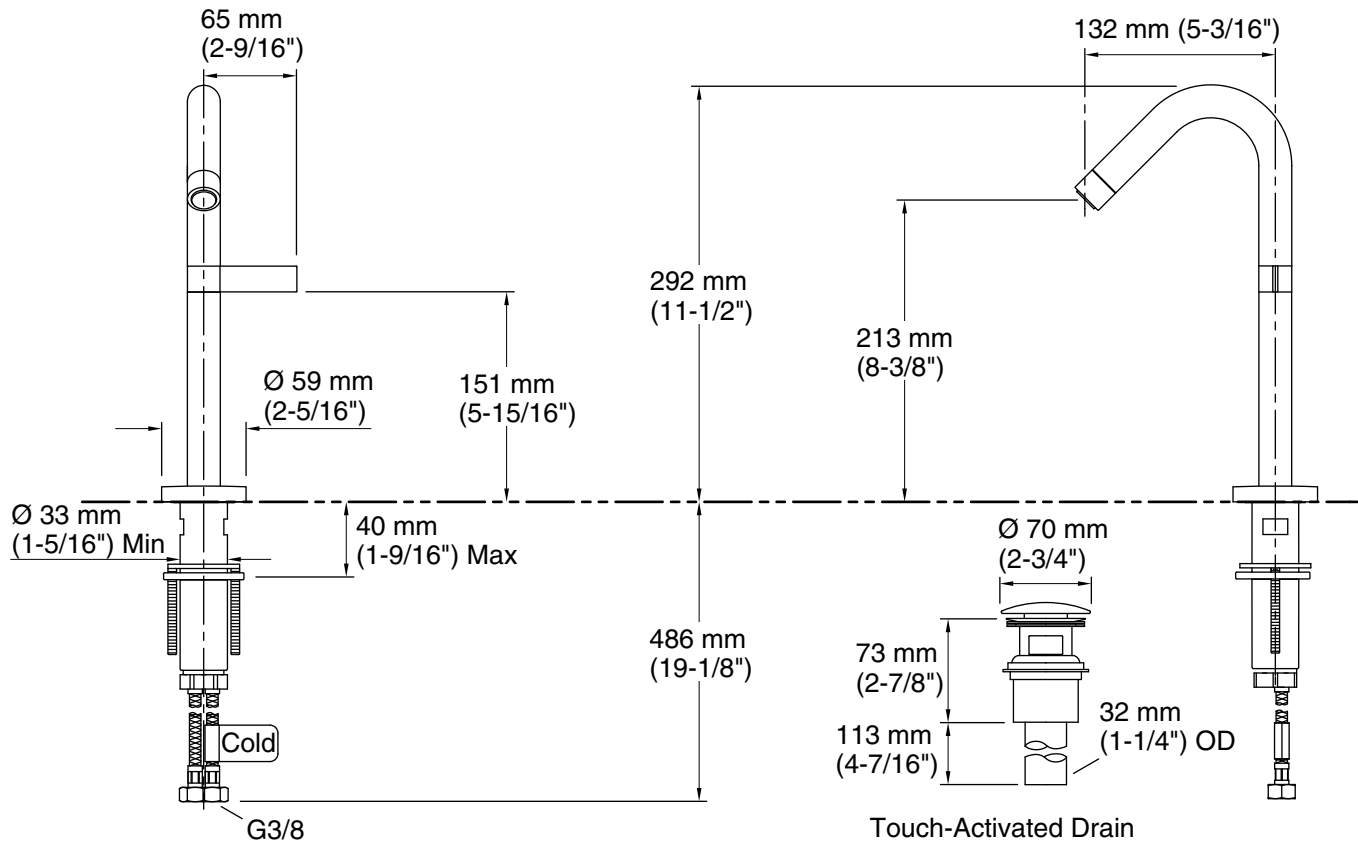 65 mm
(2-9/16")
132 mm (5-3/16")
292 mm
(11-1/2")
213 mm
(8-3/8")
Ø 59 mm
(2-5/16")
151 mm
(5-15/16")
Ø 33 mm
(1-5/16") Min
40 mm
(1-9/16") Max
Ø 70 mm
(2-3/4")
486 mm
(19-1/8")
73 mm
(2-7/8")
113 mm
(4-7/16")
32 mm
(1-1/4") OD
Cold
G3/8
Touch-Activated Drain